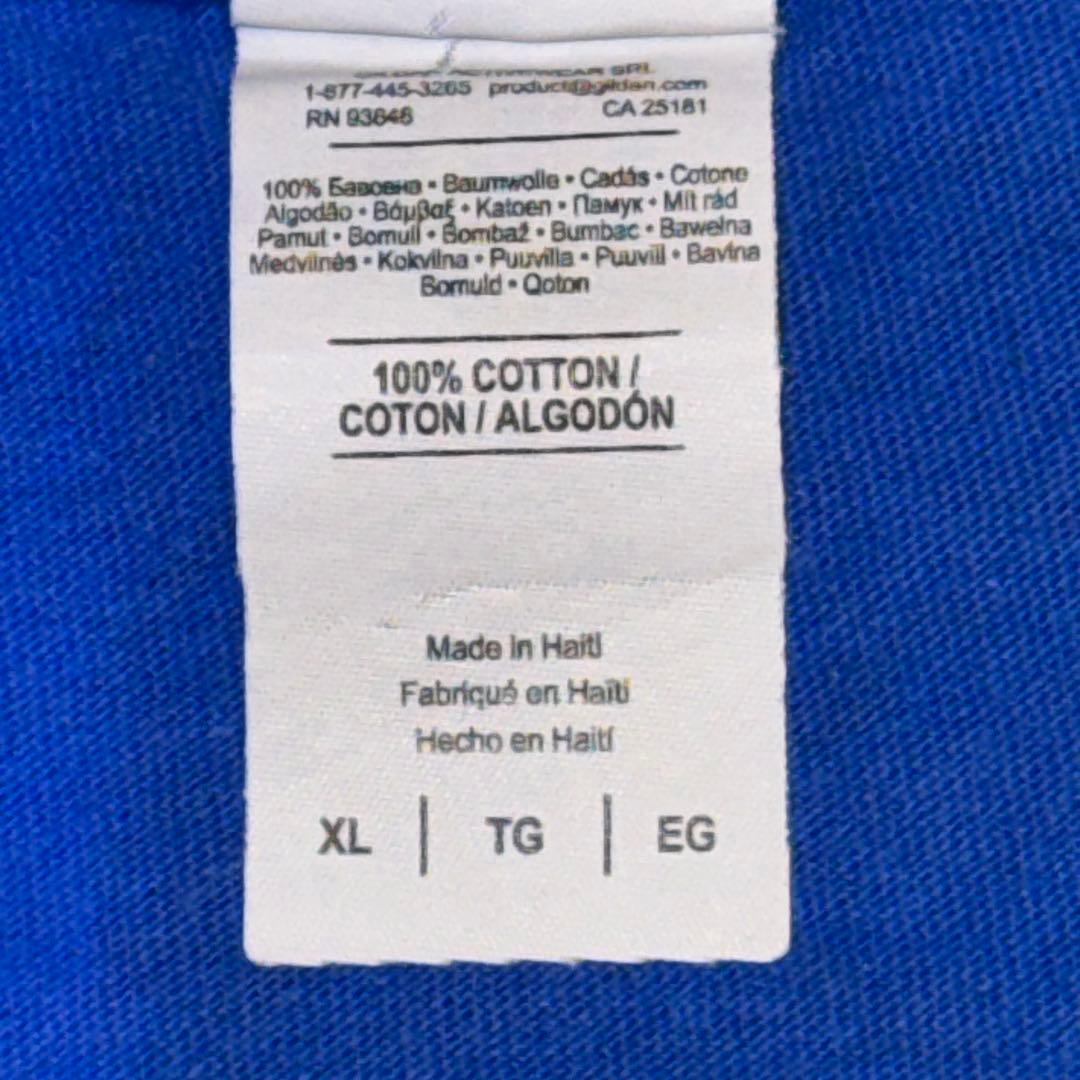 ACTIVEWEAR SRL
1-877-445-3265 product@gildan.com
RN 93846 CA 25181
100% Бавовна • Baumwolle • Cadás • Cotone
Algodão • Βάμβαξ • Katoen • Памук • Mít rád
Pamut • Bomull • Bombaž • Bumbac • Bawełna
Medvilnės • Kokvilna • Puuvilla • Puuvill • Bavlna
Bomuld • Qoton
100% COTTON /
COTON / ALGODÓN
Made in Haiti
Fabriqué en Haïti
Hecho en Haití
XL | TG | EG